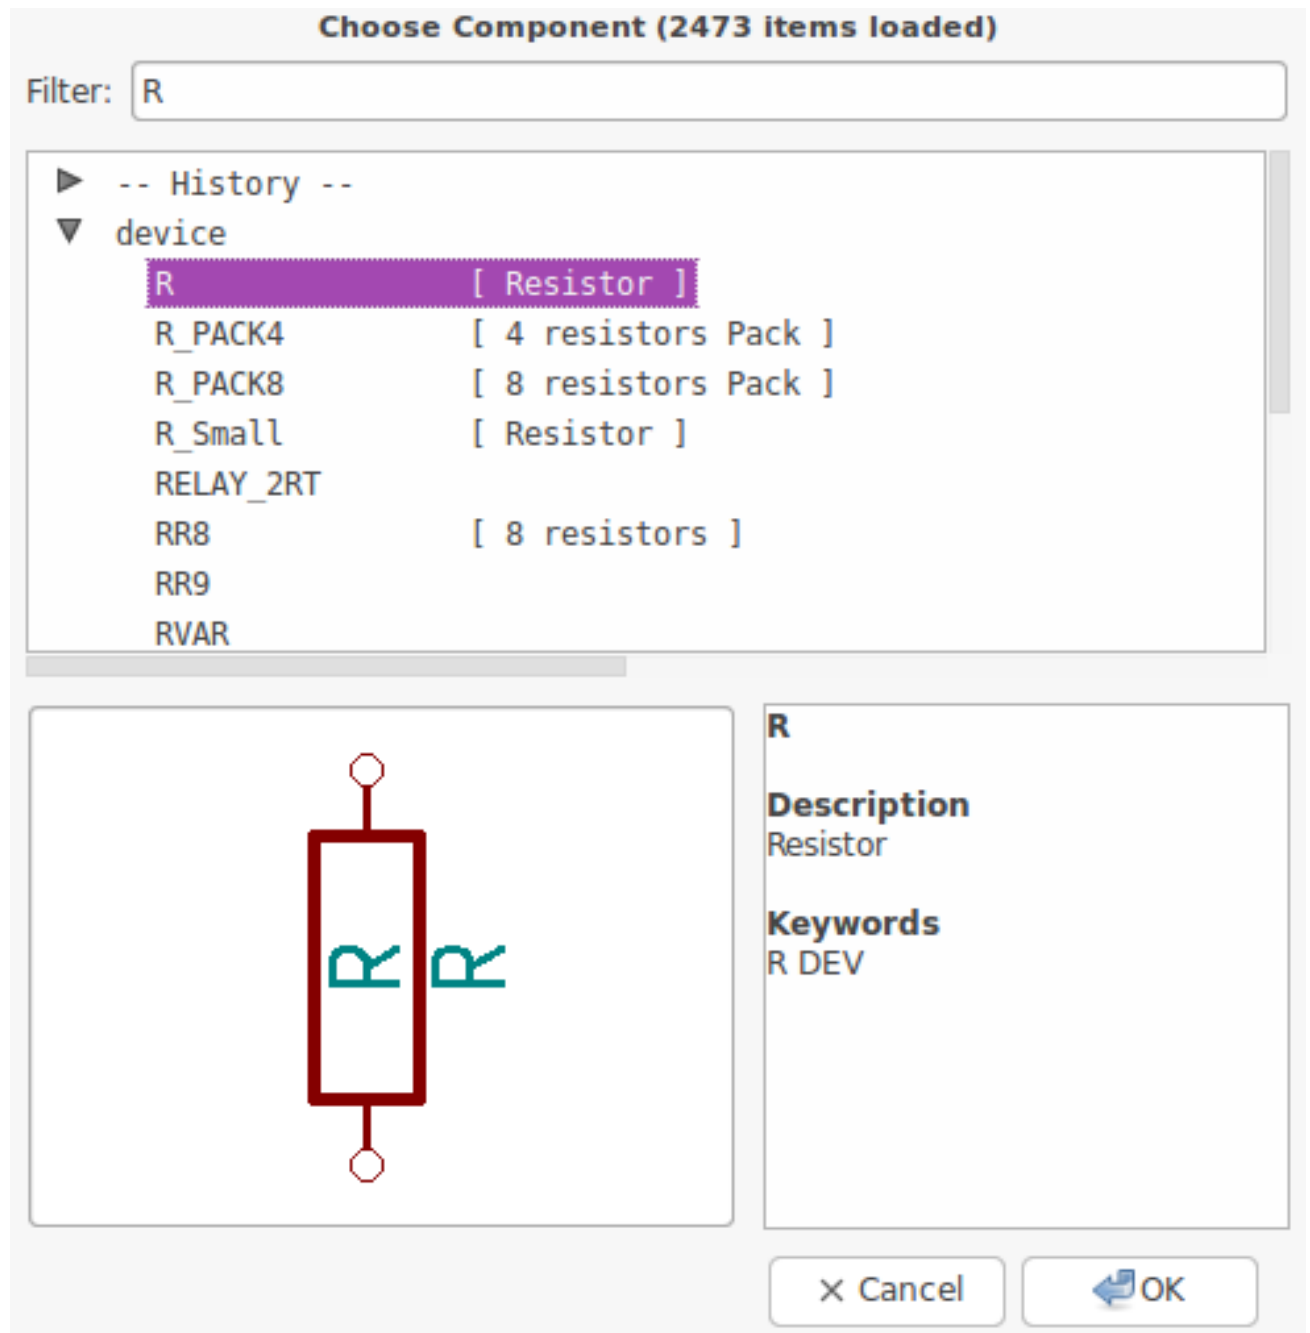 Choose Component (2473 items loaded)
Filter: R
-- History --
device
R [ Resistor ]
R_PACK4 [ 4 resistors Pack ]
R_PACK8 [ 8 resistors Pack ]
R_Small [ Resistor ]
RELAY_2RT
RR8 [ 8 resistors ]
RR9
RVAR
R R
R
Description
Resistor
Keywords
R DEV
Cancel OK